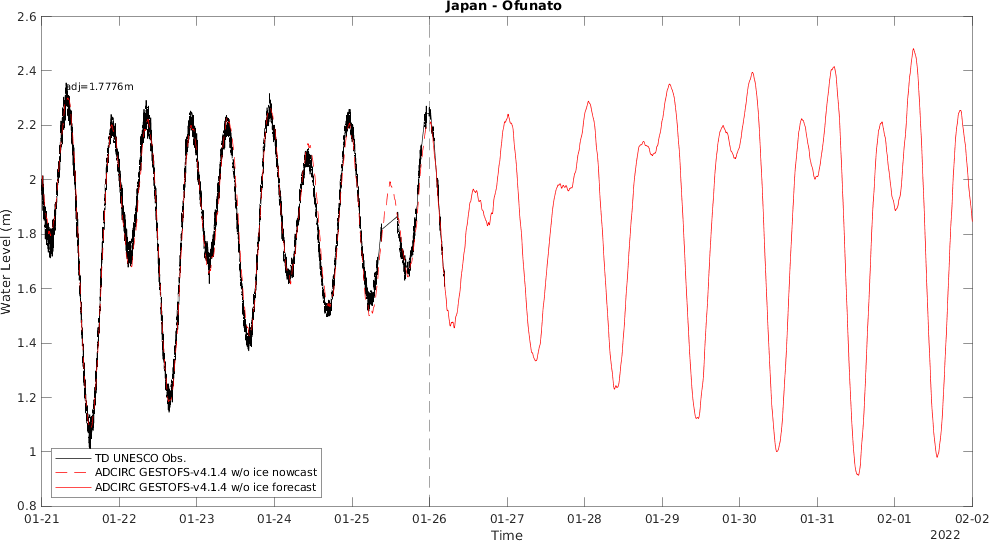 Japan - Ofunato
adj=1.7776m
Water Level (m)
2.6
2.4
2.2
2
1.8
1.6
1.4
1.2
1
0.8
TD UNESCO Obs.
ADCIRC GESTOFS-v4.1.4 w/o ice nowcast
ADCIRC GESTOFS-v4.1.4 w/o ice forecast
01-21 01-22 01-23 01-24 01-25 01-26 01-27 01-28 01-29 01-30 01-31 02-01 02-02
Time
2022